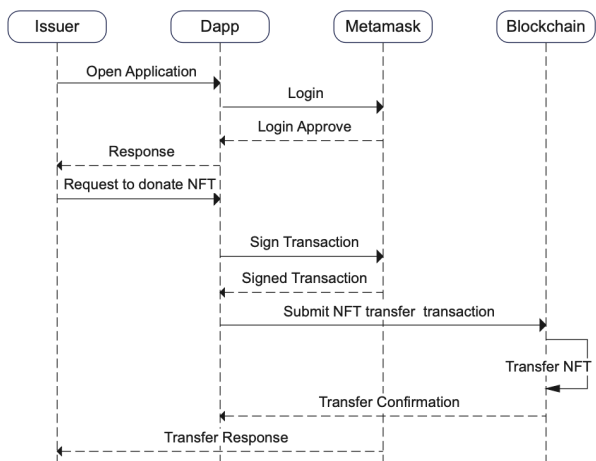 Issuer
Dapp
Metamask
Blockchain
Open Application
Login
Login Approve
Response
Request to donate NFT
Sign Transaction
Signed Transaction
Submit NFT transfer transaction
Transfer NFT
Transfer Confirmation
Transfer Response